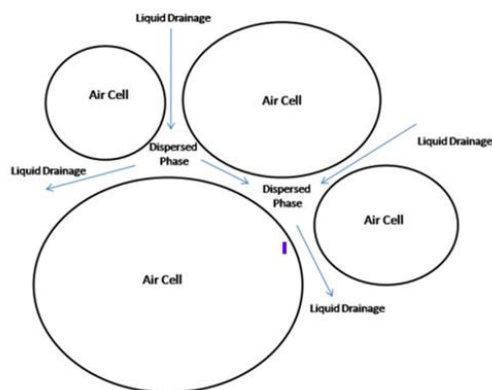 Liquid Drainage
Air Cell
Air Cell
Dispersed
Phase
Liquid Drainage
Liquid Drainage
Dispersed
Phase
Air Cell
Air Cell
Liquid Drainage